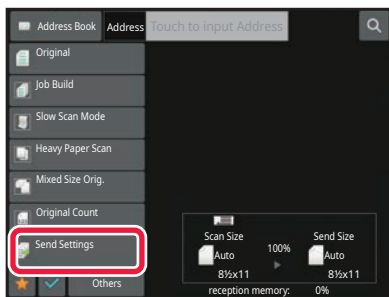 Address Book Address Touch to input Address
Original
Job Build
Slow Scan Mode
Heavy Paper Scan
Mixed Size Orig.
Original Count
Send Settings
Others
Scan Size 100% Send Size
Auto Auto
8½x11 8½x11
reception memory: 0%